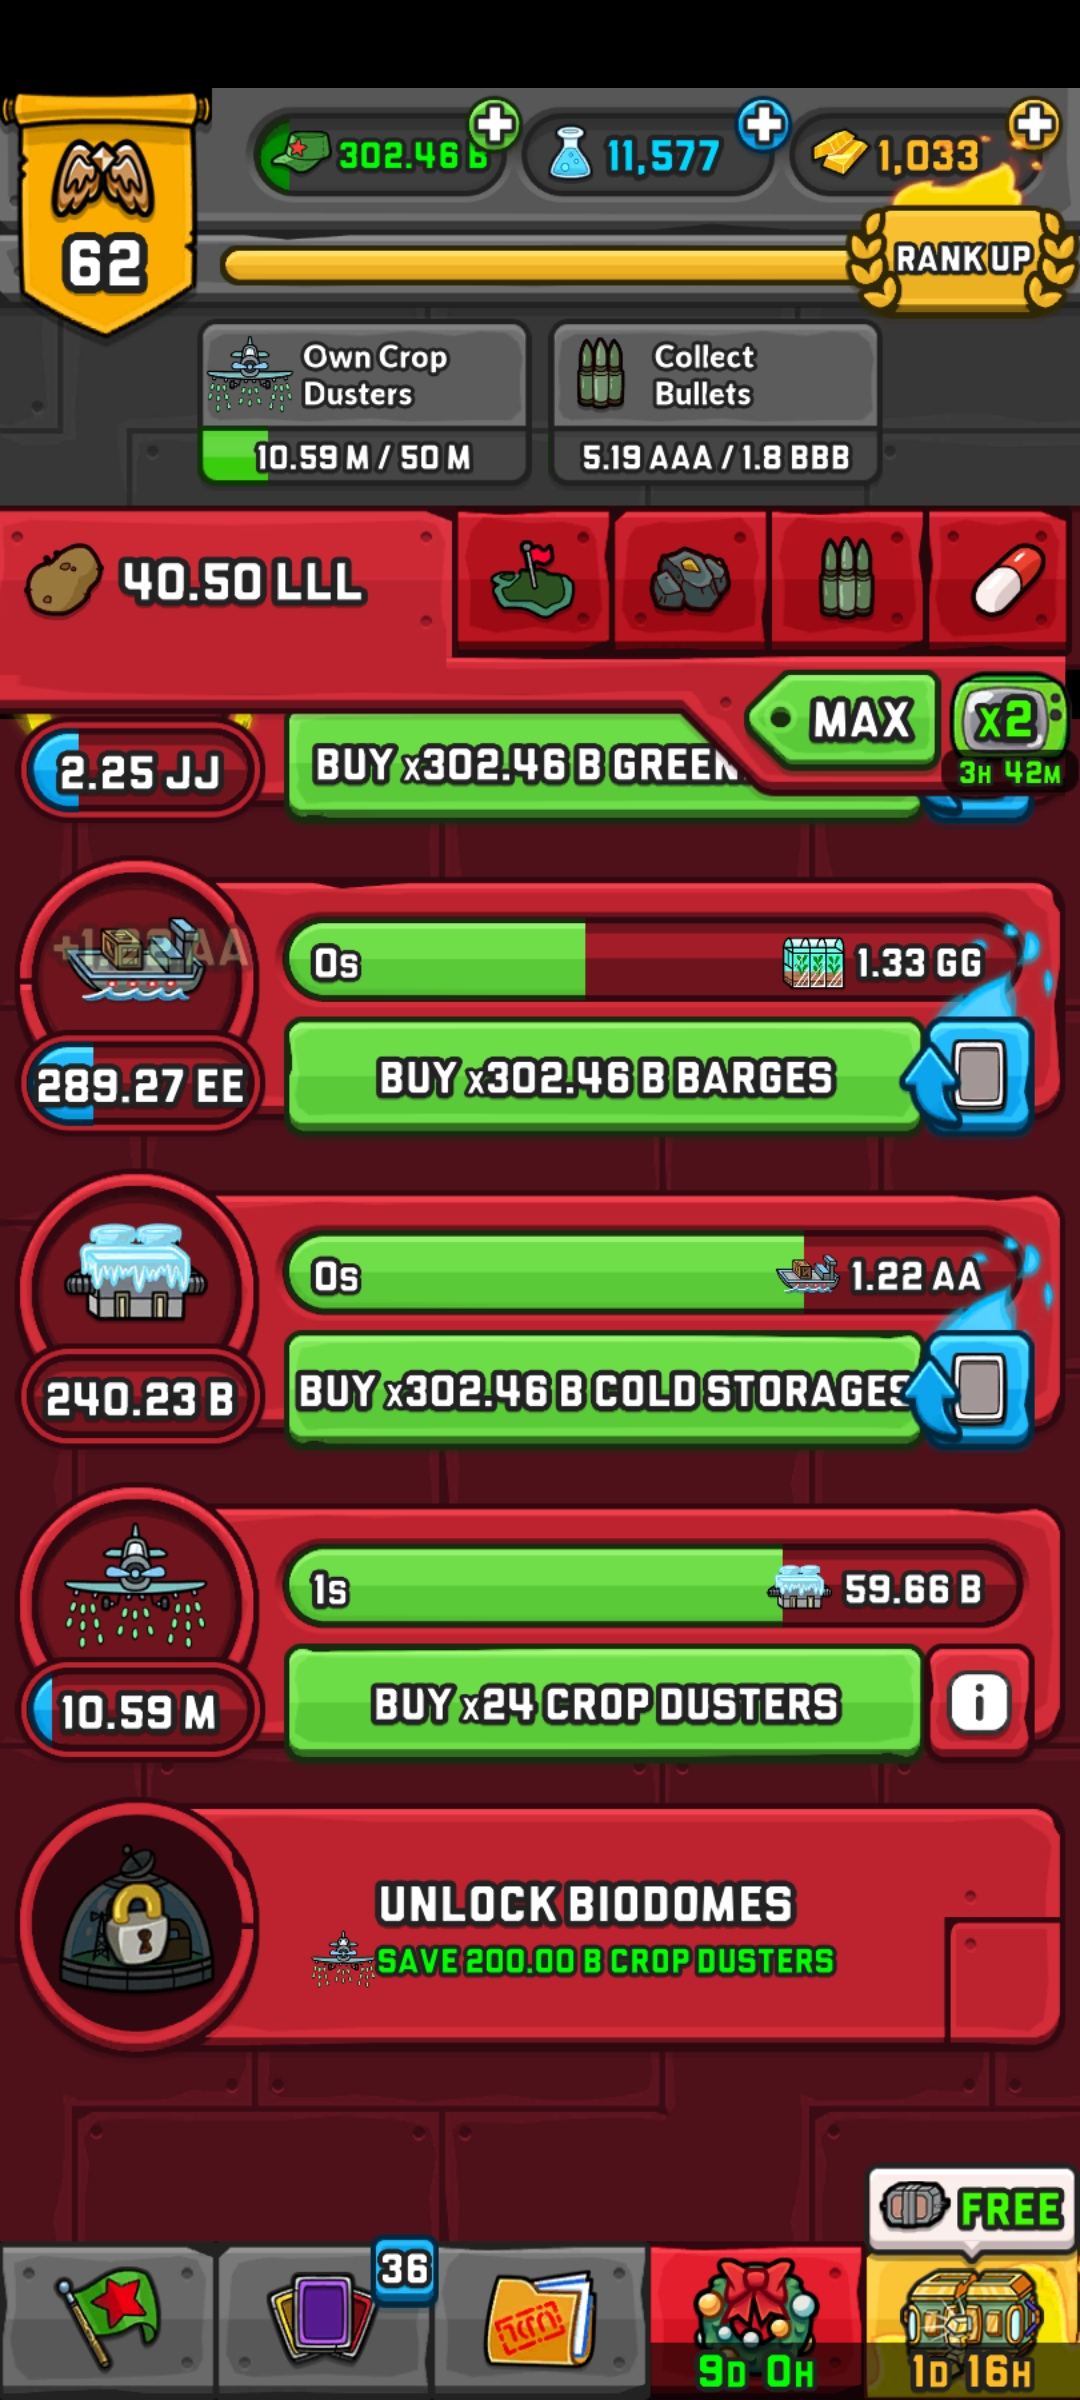 302.46 B
11,577
1,033
62
RANK UP
Own Crop
Dusters
10.59 M / 50 M
Collect
Bullets
5.19 AAA / 1.8 BBB
40.50 LLL
MAX
x2
3H 42M
2.25 JJ
BUY x302.46 B GREEN
0s
1.33 GG
289.27 EE
BUY x302.46 B BARGES
0s
1.22 AA
240.23 B
BUY x302.46 B COLD STORAGES
1s
59.66 B
10.59 M
BUY x24 CROP DUSTERS
i
UNLOCK BIODOMES
SAVE 200.00 B CROP DUSTERS
FREE
36
9D 0H
1D 16H